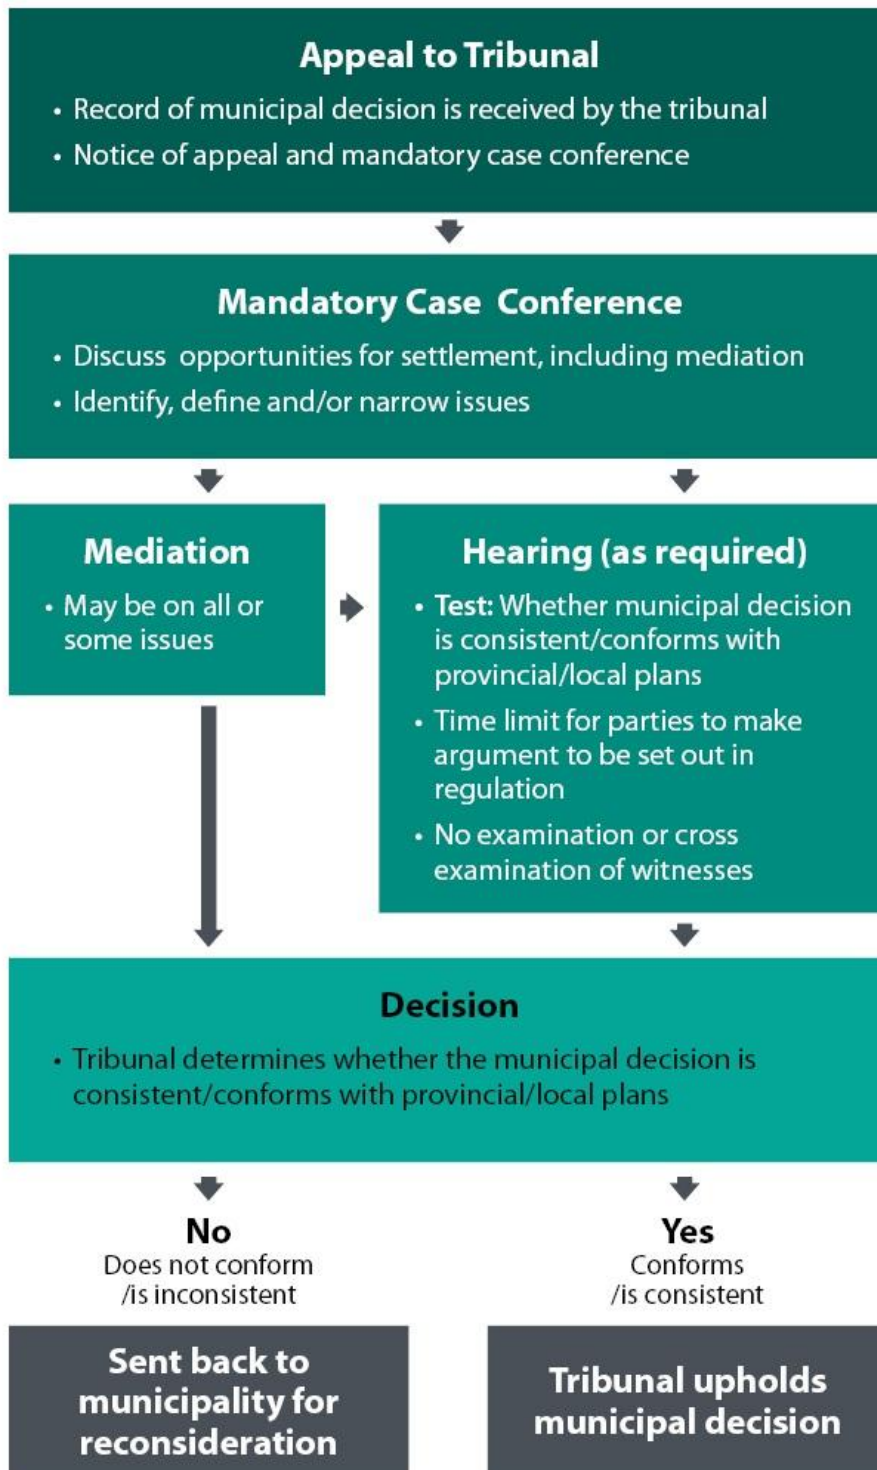 Appeal to Tribunal
• Record of municipal decision is received by the tribunal
• Notice of appeal and mandatory case conference
Mandatory Case Conference
• Discuss opportunities for settlement, including mediation
• Identify, define and/or narrow issues
Mediation
• May be on all or
some issues
Hearing (as required)
• Test: Whether municipal decision
is consistent/conforms with
provincial/local plans
• Time limit for parties to make
argument to be set out in
regulation
• No examination or cross
examination of witnesses
Decision
• Tribunal determines whether the municipal decision is
consistent/conforms with provincial/local plans
No
Does not conform
/is inconsistent
Sent back to
municipality for
reconsideration
Yes
Conforms
/is consistent
Tribunal upholds
municipal decision